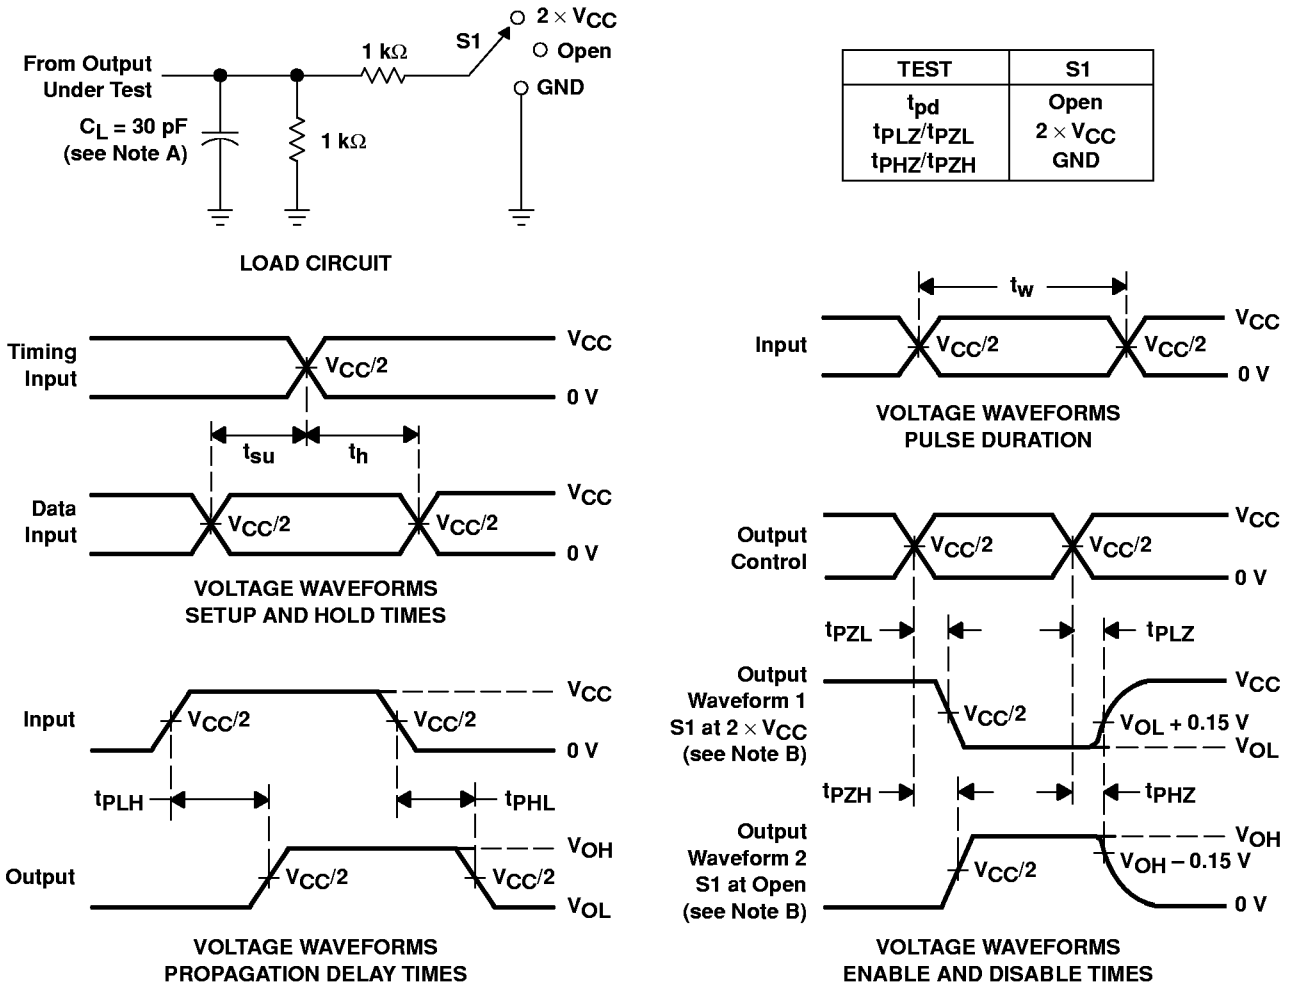 From Output
Under Test
CL = 30 pF
(see Note A)
1 kΩ
1 kΩ
S1
2 × VCC
Open
GND
LOAD CIRCUIT
TEST S1
tpd Open
tPLZ/tPZL 2 × VCC
tPHZ/tPZH GND
Timing
Input
VCC
VCC/2
0 V
tsu th
Data
Input
VCC
VCC/2 VCC/2
0 V
VOLTAGE WAVEFORMS
SETUP AND HOLD TIMES
tw
Input
VCC
VCC/2 VCC/2
0 V
VOLTAGE WAVEFORMS
PULSE DURATION
Input
VCC
VCC/2 VCC/2
0 V
tPLH tPHL
Output
VOH
VCC/2 VCC/2
VOL
VOLTAGE WAVEFORMS
PROPAGATION DELAY TIMES
Output
Control
VCC
VCC/2 VCC/2
0 V
tPZL tPLZ
Output
Waveform 1
S1 at 2 × VCC
(see Note B)
VCC
VCC/2 VOL + 0.15 V
VOL
tPZH tPHZ
Output
Waveform 2
S1 at Open
(see Note B)
VOH
VCC/2 VOH − 0.15 V
0 V
VOLTAGE WAVEFORMS
ENABLE AND DISABLE TIMES